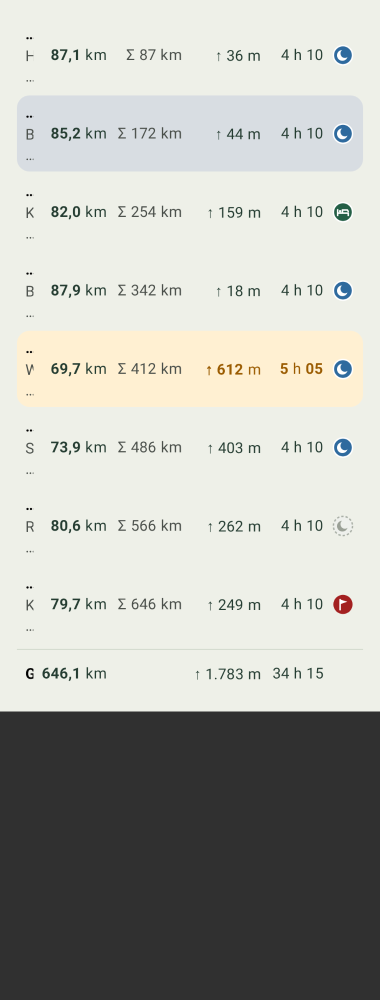 ..
H 87,1 km Σ 87 km ↑ 36 m 4 h 10
...
..
B 85,2 km Σ 172 km ↑ 44 m 4 h 10
...
..
K 82,0 km Σ 254 km ↑ 159 m 4 h 10
...
..
B 87,9 km Σ 342 km ↑ 18 m 4 h 10
...
..
W 69,7 km Σ 412 km ↑ 612 m 5 h 05
...
..
S 73,9 km Σ 486 km ↑ 403 m 4 h 10
...
..
R 80,6 km Σ 566 km ↑ 262 m 4 h 10
...
..
K 79,7 km Σ 646 km ↑ 249 m 4 h 10
...
G 646,1 km ↑ 1.783 m 34 h 15